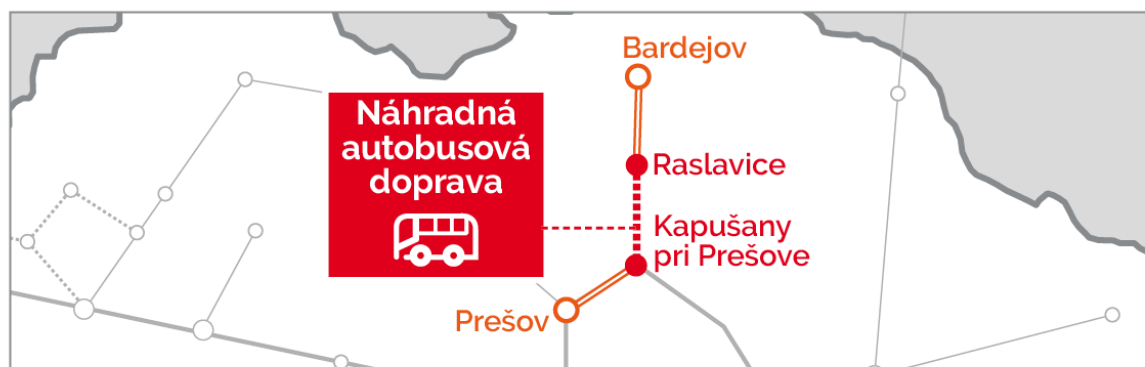 Bardejov
Náhradná
autobusová
doprava
Raslavice
Kapušany
pri Prešove
Prešov